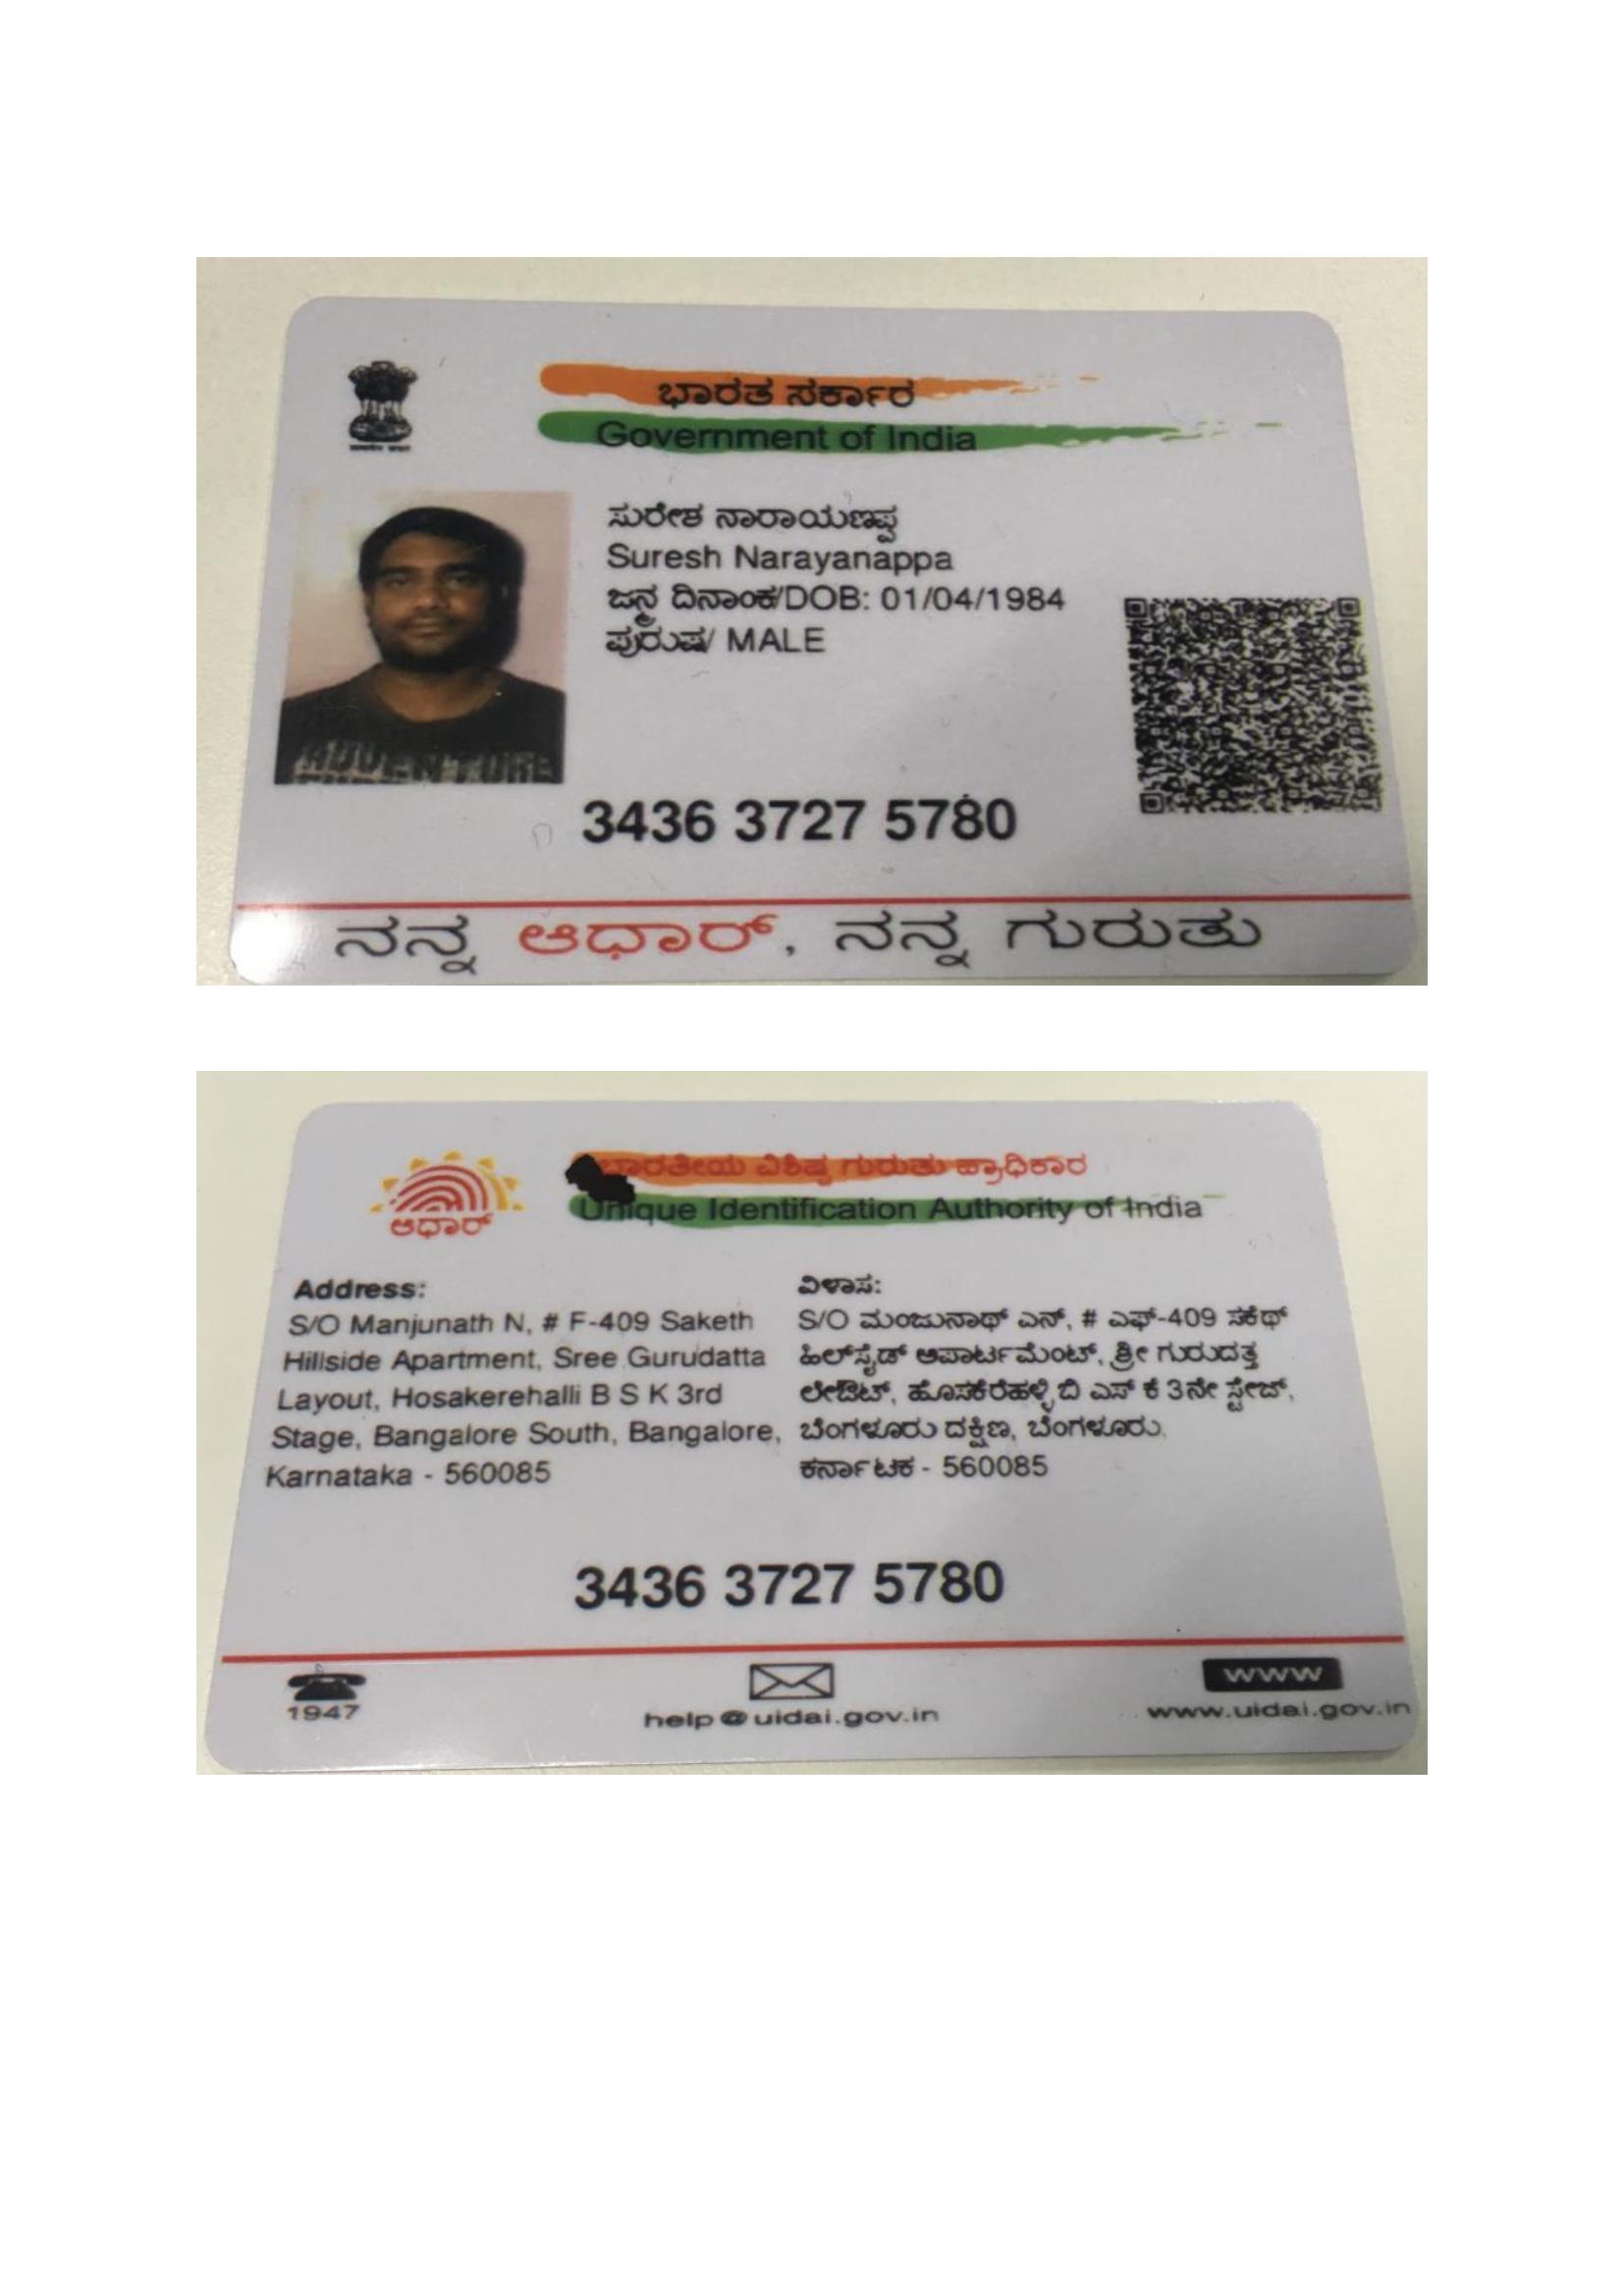 ಭಾರತ ಸರ್ಕಾರ
Government of India
ಸುರೇಶ ನಾರಾಯಣಪ್ಪ
Suresh Narayanappa
ಜನ್ಮ ದಿನಾಂಕ/DOB: 01/04/1984
ಪುರುಷ/ MALE
ADVENTURE
3436 3727 5780
ನನ್ನ ಆಧಾರ್, ನನ್ನ ಗುರುತು
ಭಾರತೀಯ ವಿಶಿಷ್ಟ ಗುರುತು ಪ್ರಾಧಿಕಾರ
Unique Identification Authority of India
ಆಧಾರ್
Address:
S/O Manjunath N, # F-409 Saketh
Hillside Apartment, Sree Gurudatta
Layout, Hosakerehalli B S K 3rd
Stage, Bangalore South, Bangalore,
Karnataka - 560085
ವಿಳಾಸ:
S/O ಮಂಜುನಾಥ್ ಎನ್, # ಎಫ್-409 ಸಕೆಥ್
ಹಿಲ್‌ಸೈಡ್ ಅಪಾರ್ಟಮೆಂಟ್, ಶ್ರೀ ಗುರುದತ್ತ
ಲೇಔಟ್, ಹೊಸಕೆರೆಹಳ್ಳಿ ಬಿ ಎಸ್ ಕೆ 3ನೇ ಸ್ಟೇಜ್,
ಬೆಂಗಳೂರು ದಕ್ಷಿಣ, ಬೆಂಗಳೂರು,
ಕರ್ನಾಟಕ - 560085
3436 3727 5780
1947
help@uidai.gov.in
WWW
www.uidai.gov.in